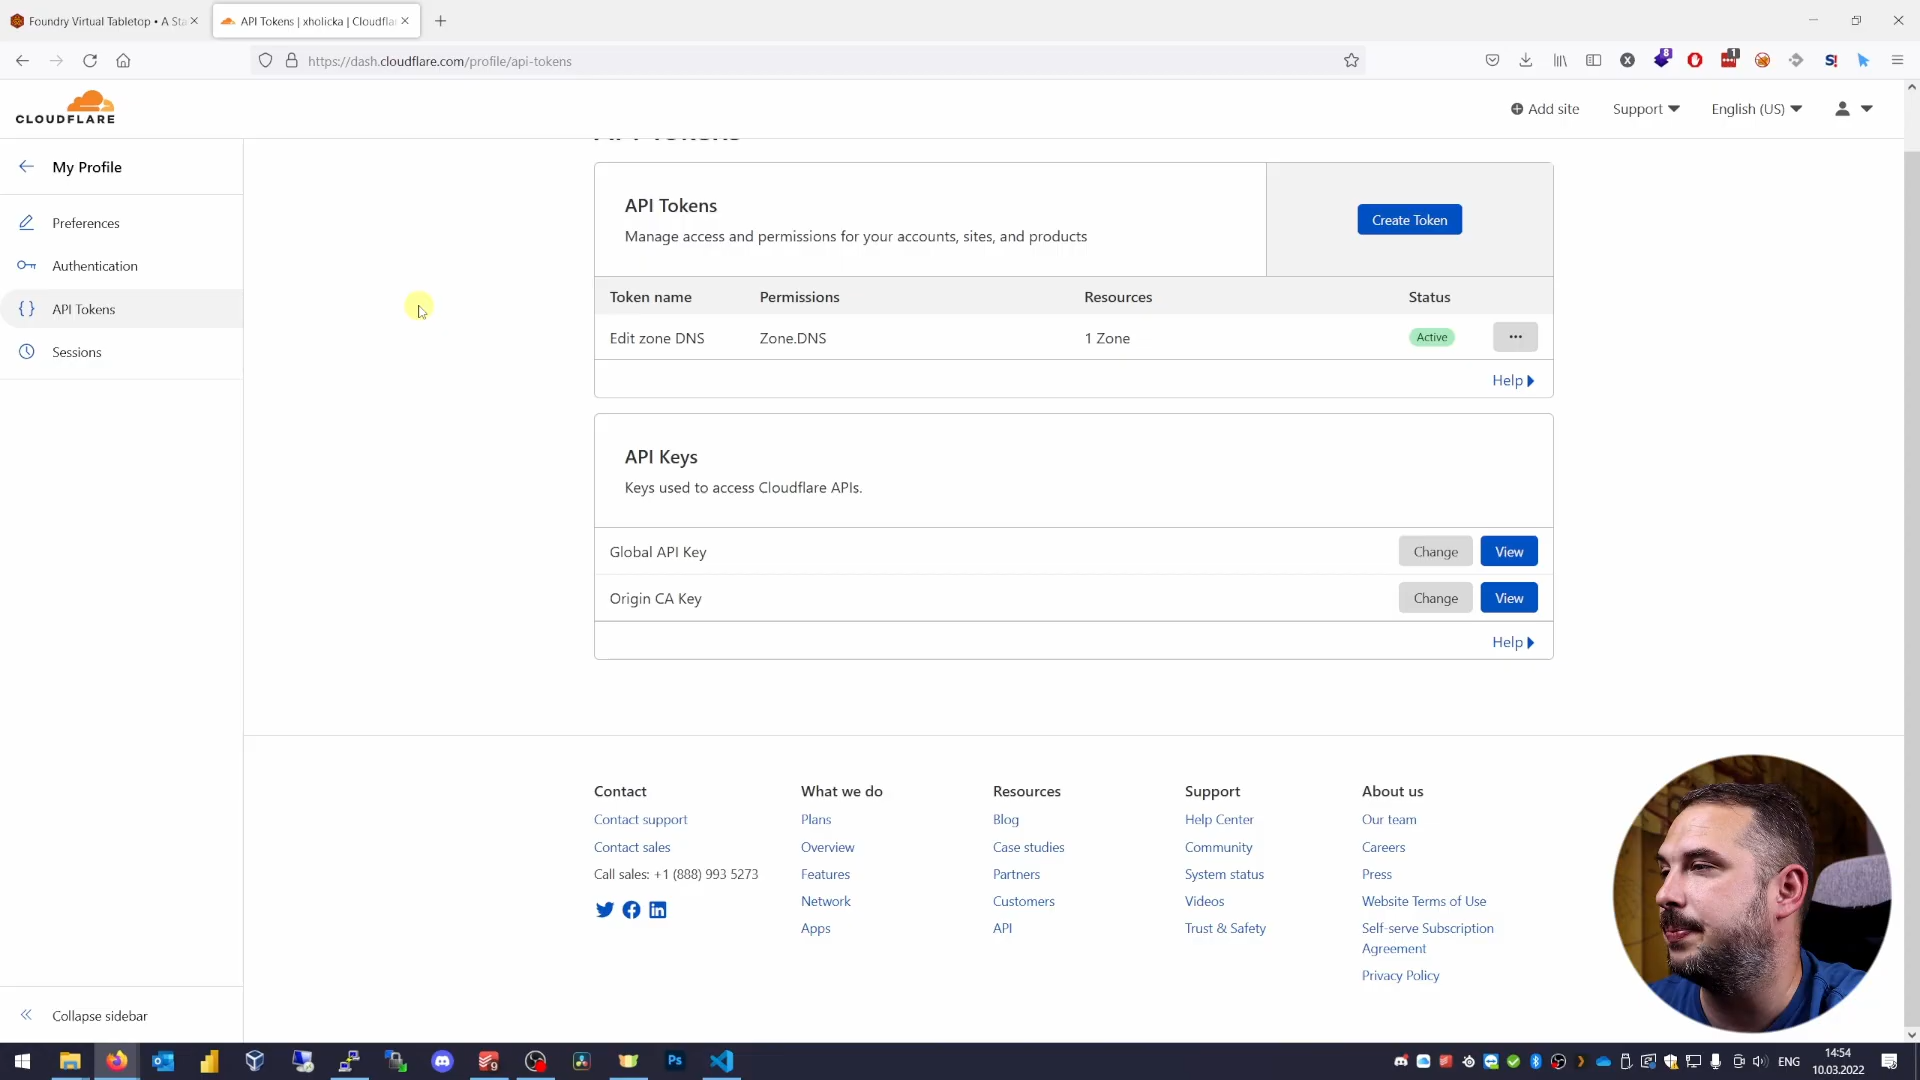 Foundry Virtual Tabletop • A Sta
API Tokens | xholicka | Cloudflar
https://dash.cloudflare.com/profile/api-tokens
8
1
S!
CLOUDFLARE
Add site
Support
English (US)
My Profile
Preferences
Authentication
API Tokens
Sessions
Collapse sidebar
API Tokens
Manage access and permissions for your accounts, sites, and products
Create Token
Token name Permissions Resources Status
Edit zone DNS Zone.DNS 1 Zone Active
Help
API Keys
Keys used to access Cloudflare APIs.
Global API Key Change View
Origin CA Key Change View
Help
Contact
Contact support
Contact sales
Call sales: +1 (888) 993 5273
What we do
Plans
Overview
Features
Network
Apps
Resources
Blog
Case studies
Partners
Customers
API
Support
Help Center
Community
System status
Videos
Trust & Safety
About us
Our team
Careers
Press
Website Terms of Use
Self-serve Subscription
Agreement
Privacy Policy
Ps
ENG
14:54
10.03.2022